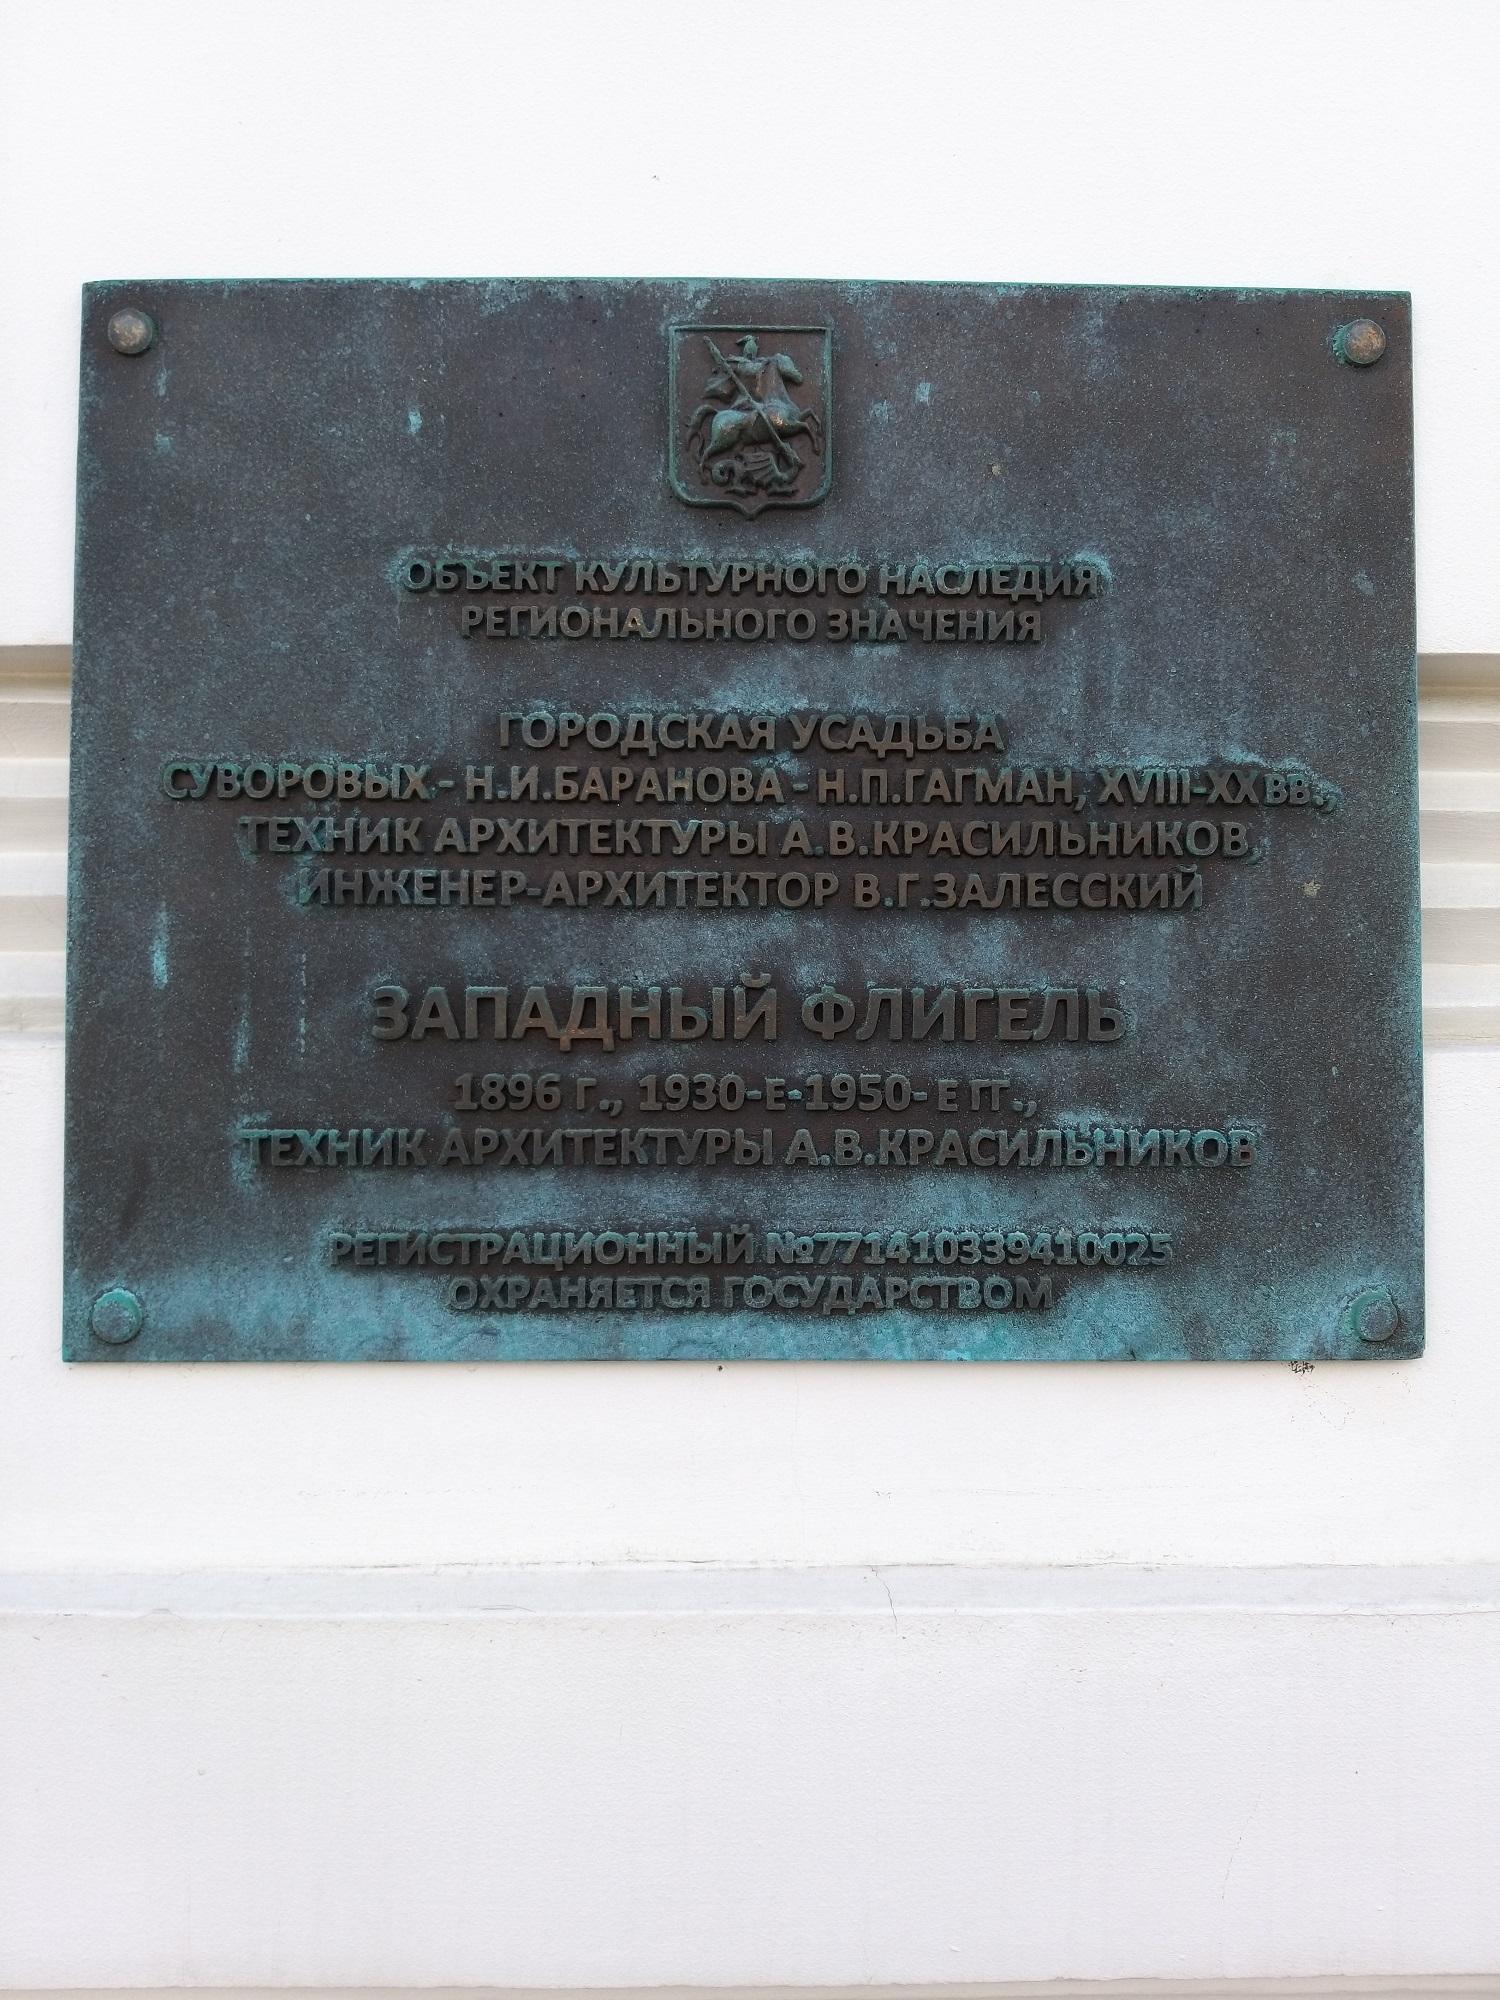 ОБЪЕКТ КУЛЬТУРНОГО НАСЛЕДИЯ
РЕГИОНАЛЬНОГО ЗНАЧЕНИЯ
ГОРОДСКАЯ УСАДЬБА
СУВОРОВЫХ - Н.И.БАРАНОВА - Н.П.ГАГМАН, XVIII-XX ВВ.,
ТЕХНИК АРХИТЕКТУРЫ А.В.КРАСИЛЬНИКОВ,
ИНЖЕНЕР-АРХИТЕКТОР В.Г.ЗАЛЕССКИЙ
ЗАПАДНЫЙ ФЛИГЕЛЬ
1896 Г., 1930-Е-1950- Е ГГ.,
ТЕХНИК АРХИТЕКТУРЫ А.В.КРАСИЛЬНИКОВ
РЕГИСТРАЦИОННЫЙ №771410339410025
ОХРАНЯЕТСЯ ГОСУДАРСТВОМ